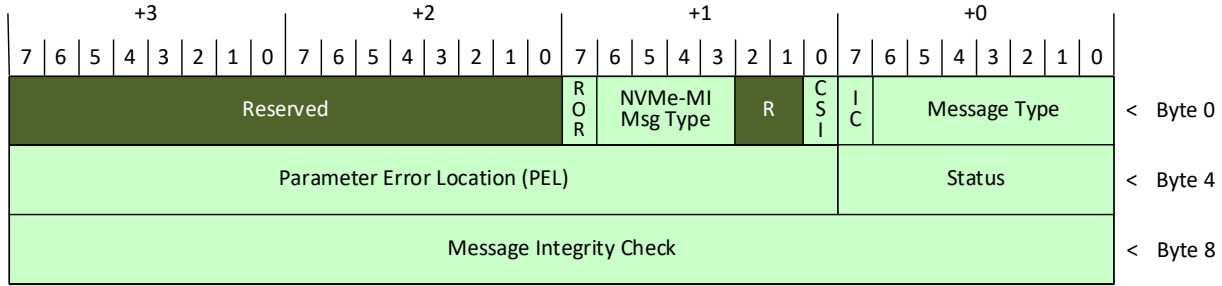 +3 +2 +1 +0
7 6 5 4 3 2 1 0 7 6 5 4 3 2 1 0 7 6 5 4 3 2 1 0 7 6 5 4 3 2 1 0
Reserved ROR NVMe-MI Msg Type R CSI IC Message Type < Byte 0
Parameter Error Location (PEL) Status < Byte 4
Message Integrity Check < Byte 8